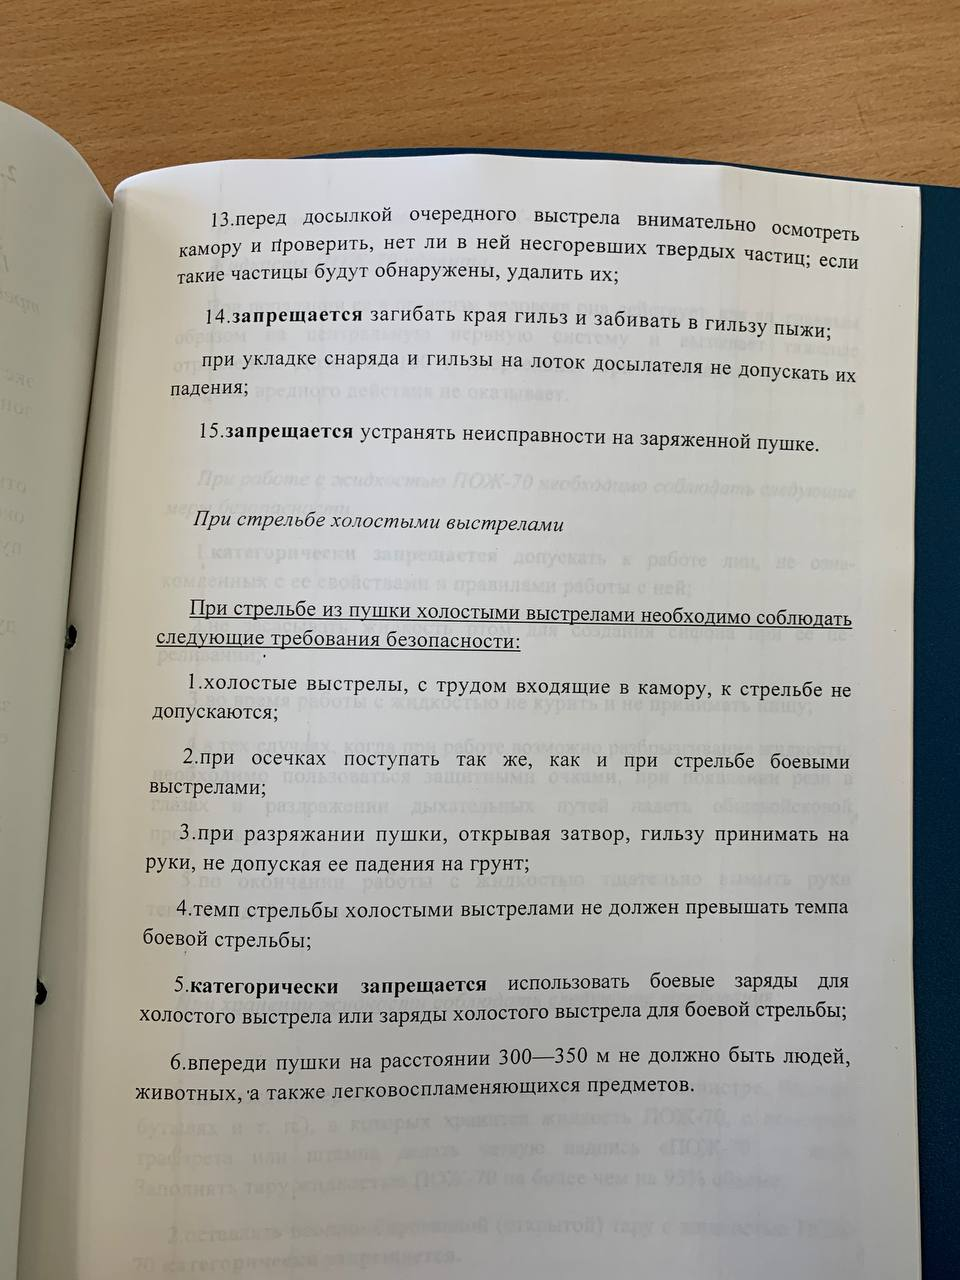 13.перед досылкой очередного выстрела внимательно осмотреть
камору и проверить, нет ли в ней несгоревших твердых частиц; если
такие частицы будут обнаружены, удалить их;
14.запрещается загибать края гильз и забивать в гильзу пыжи;
при укладке снаряда и гильзы на лоток досылателя не допускать их
падения;
15.запрещается устранять неисправности на заряженной пушке.
При стрельбе холостыми выстрелами
При стрельбе из пушки холостыми выстрелами необходимо соблюдать
следующие требования безопасности:
1.холостые выстрелы, с трудом входящие в камору, к стрельбе не
допускаются;
2.при осечках поступать так же, как и при стрельбе боевыми
выстрелами;
3.при разряжании пушки, открывая затвор, гильзу принимать на
руки, не допуская ее падения на грунт;
4.темп стрельбы холостыми выстрелами не должен превышать темпа
боевой стрельбы;
5.категорически запрещается использовать боевые заряды для
холостого выстрела или заряды холостого выстрела для боевой стрельбы;
6.впереди пушки на расстоянии 300—350 м не должно быть людей,
животных, а также легковоспламеняющихся предметов.